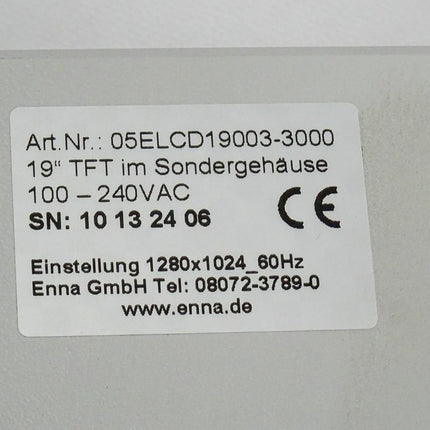 Art.Nr.: 05ELCD19003-3000
19“ TFT im Sondergehäuse
100 – 240VAC
SN: 10 13 24 06
CE
Einstellung 1280x1024_60Hz
Enna GmbH Tel: 08072-3789-0
www.enna.de